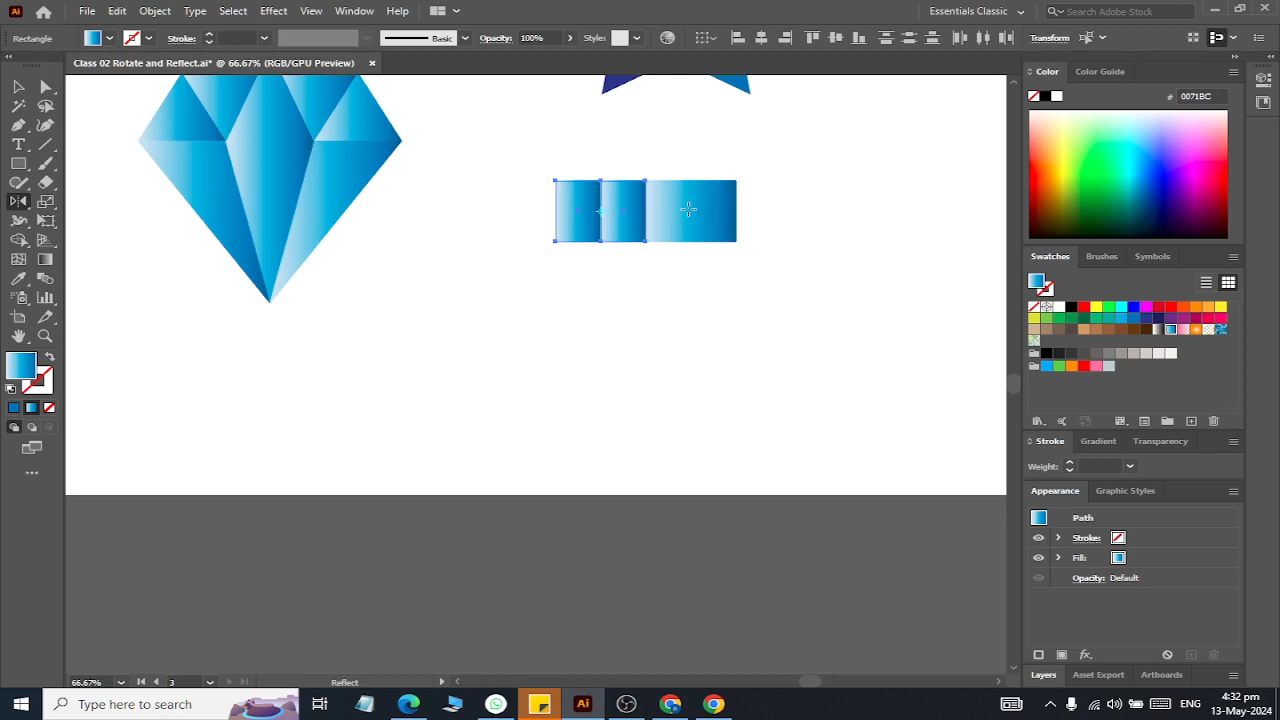 Ai File Edit Object Type Select Effect View Window Help Essentials Classic Search Adobe Stock
Rectangle Stroke: Basic Opacity: 100% Style: Transform
Class 02 Rotate and Reflect.ai* @ 66.67% (RGB/GPU Preview)
Color Color Guide
# 0071BC
Swatches Brushes Symbols
Stroke Gradient Transparency
Weight:
Appearance Graphic Styles
Path
Stroke:
Fill:
Opacity: Default
fx
Layers Asset Export Artboards
66.67% 3 Reflect
Type here to search Ai ENG 4:32 pm
13-May-2024